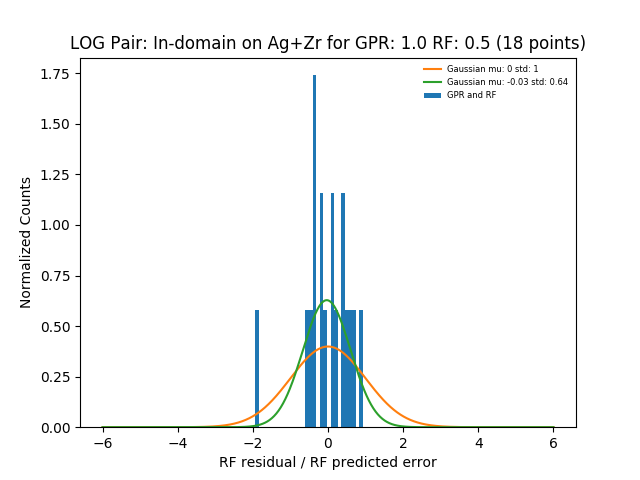 LOG Pair: In-domain on Ag+Zr for GPR: 1.0 RF: 0.5 (18 points)
Gaussian mu: 0 std: 1
Gaussian mu: -0.03 std: 0.64
GPR and RF
Normalized Counts
1.75
1.50
1.25
1.00
0.75
0.50
0.25
0.00
−6 −4 −2 0 2 4 6
RF residual / RF predicted error